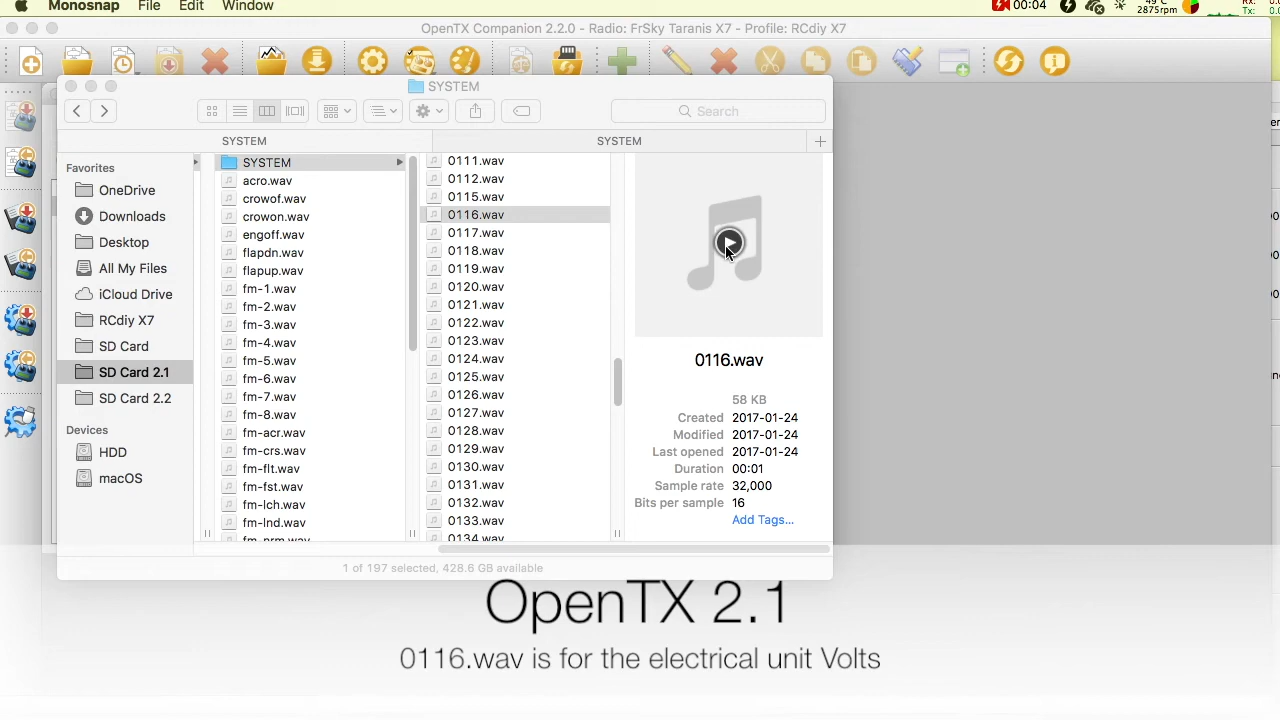 Monosnap File Edit Window 00:04 49°C 2875rpm Rx: Tx:
OpenTX Companion 2.2.0 - Radio: FrSky Taranis X7 - Profile: RCdiy X7
SYSTEM
Search
SYSTEM SYSTEM
Favorites
OneDrive
Downloads
Desktop
All My Files
iCloud Drive
RCdiy X7
SD Card
SD Card 2.1
SD Card 2.2
Devices
HDD
macOS
SYSTEM
acro.wav
crowof.wav
crowon.wav
engoff.wav
flapdn.wav
flapup.wav
fm-1.wav
fm-2.wav
fm-3.wav
fm-4.wav
fm-5.wav
fm-6.wav
fm-7.wav
fm-8.wav
fm-acr.wav
fm-crs.wav
fm-flt.wav
fm-fst.wav
fm-lch.wav
fm-lnd.wav
fm-nrm.wav
0111.wav
0112.wav
0115.wav
0116.wav
0117.wav
0118.wav
0119.wav
0120.wav
0121.wav
0122.wav
0123.wav
0124.wav
0125.wav
0126.wav
0127.wav
0128.wav
0129.wav
0130.wav
0131.wav
0132.wav
0133.wav
0134.wav
0116.wav
58 KB
Created 2017-01-24
Modified 2017-01-24
Last opened 2017-01-24
Duration 00:01
Sample rate 32,000
Bits per sample 16
Add Tags...
1 of 197 selected, 428.6 GB available
OpenTX 2.1
0116.wav is for the electrical unit Volts